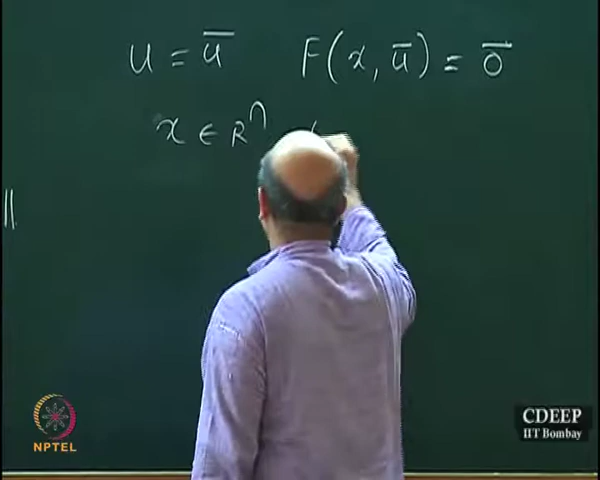 u = ū    F(x, ū) = 0̄
x ∈ Rⁿ
||
NPTEL
CDEEP
IIT Bombay